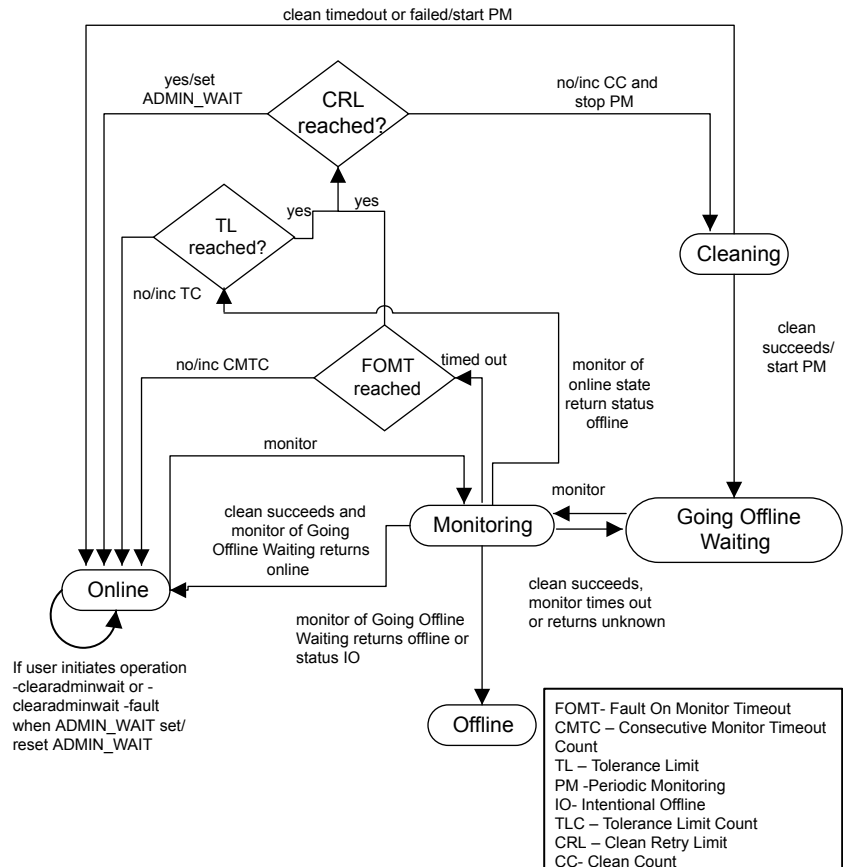 clean timedout or failed/start PM
yes/set
ADMIN_WAIT
CRL
reached?
no/inc CC and
stop PM
TL
reached?
yes
yes
Cleaning
no/inc TC
no/inc CMTC
FOMT
reached
timed out
monitor of
online state
return status
offline
clean
succeeds/
start PM
monitor
clean succeeds and
monitor of Going
Offline Waiting returns
online
Monitoring
monitor
Going Offline
Waiting
Online
clean succeeds,
monitor times out
or returns unknown
monitor of Going Offline
Waiting returns offline or
status IO
If user initiates operation
-clearadminwait or -
clearadminwait -fault
when ADMIN_WAIT set/
reset ADMIN_WAIT
Offline
FOMT- Fault On Monitor Timeout
CMTC – Consecutive Monitor Timeout
Count
TL – Tolerance Limit
PM -Periodic Monitoring
IO- Intentional Offline
TLC – Tolerance Limit Count
CRL – Clean Retry Limit
CC- Clean Count